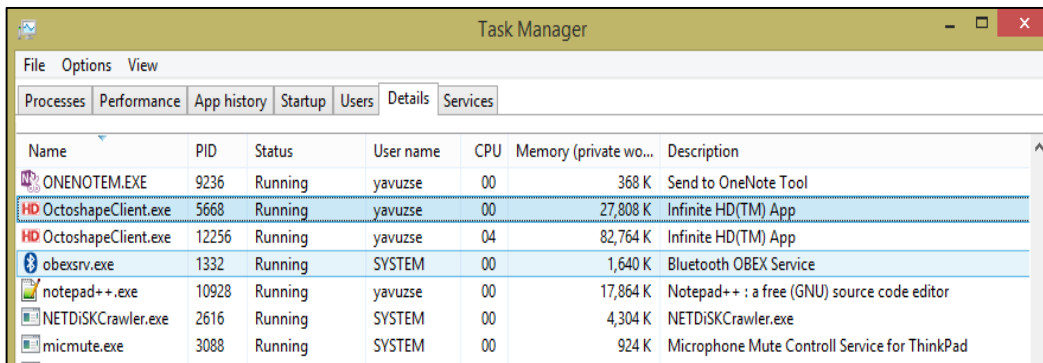 Task Manager
File Options View
Processes Performance App history Startup Users Details Services
Name PID Status User name CPU Memory (private wo... Description
ONENOTEM.EXE 9236 Running yavuzse 00 368 K Send to OneNote Tool
HD OctoshapeClient.exe 5668 Running yavuzse 00 27,808 K Infinite HD(TM) App
HD OctoshapeClient.exe 12256 Running yavuzse 04 82,764 K Infinite HD(TM) App
obexsrv.exe 1332 Running SYSTEM 00 1,640 K Bluetooth OBEX Service
notepad++.exe 10928 Running yavuzse 00 17,864 K Notepad++ : a free (GNU) source code editor
NETDiSKCrawler.exe 2616 Running SYSTEM 00 4,304 K NETDiSKCrawler.exe
micmute.exe 3088 Running SYSTEM 00 924 K Microphone Mute Controll Service for ThinkPad